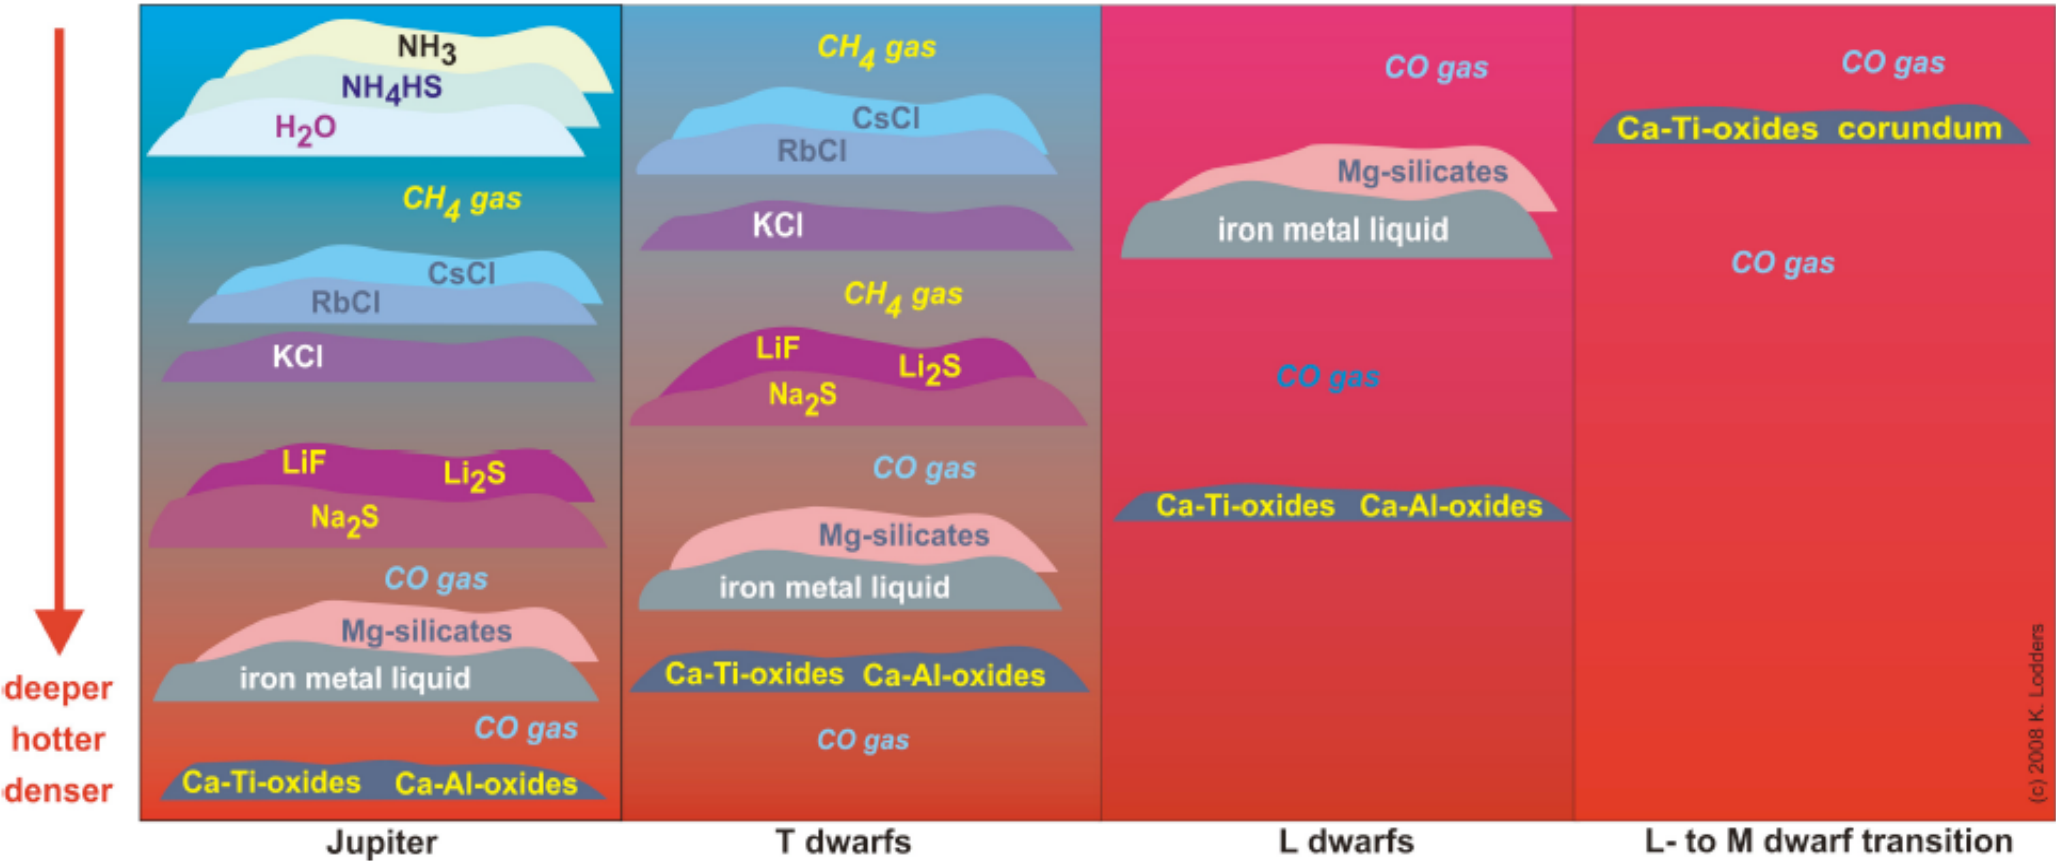 NH3
NH4HS
H2O
CH4 gas
CsCl
RbCl
KCl
LiF
Li2S
Na2S
CO gas
Mg-silicates
iron metal liquid
CO gas
Ca-Ti-oxides Ca-Al-oxides
Jupiter
CH4 gas
CsCl
RbCl
KCl
CH4 gas
LiF
Li2S
Na2S
CO gas
Mg-silicates
iron metal liquid
Ca-Ti-oxides Ca-Al-oxides
CO gas
T dwarfs
CO gas
Mg-silicates
iron metal liquid
CO gas
Ca-Ti-oxides Ca-Al-oxides
L dwarfs
CO gas
Ca-Ti-oxides corundum
CO gas
L- to M dwarf transition
deeper
hotter
denser
(c) 2008 K. Lodders